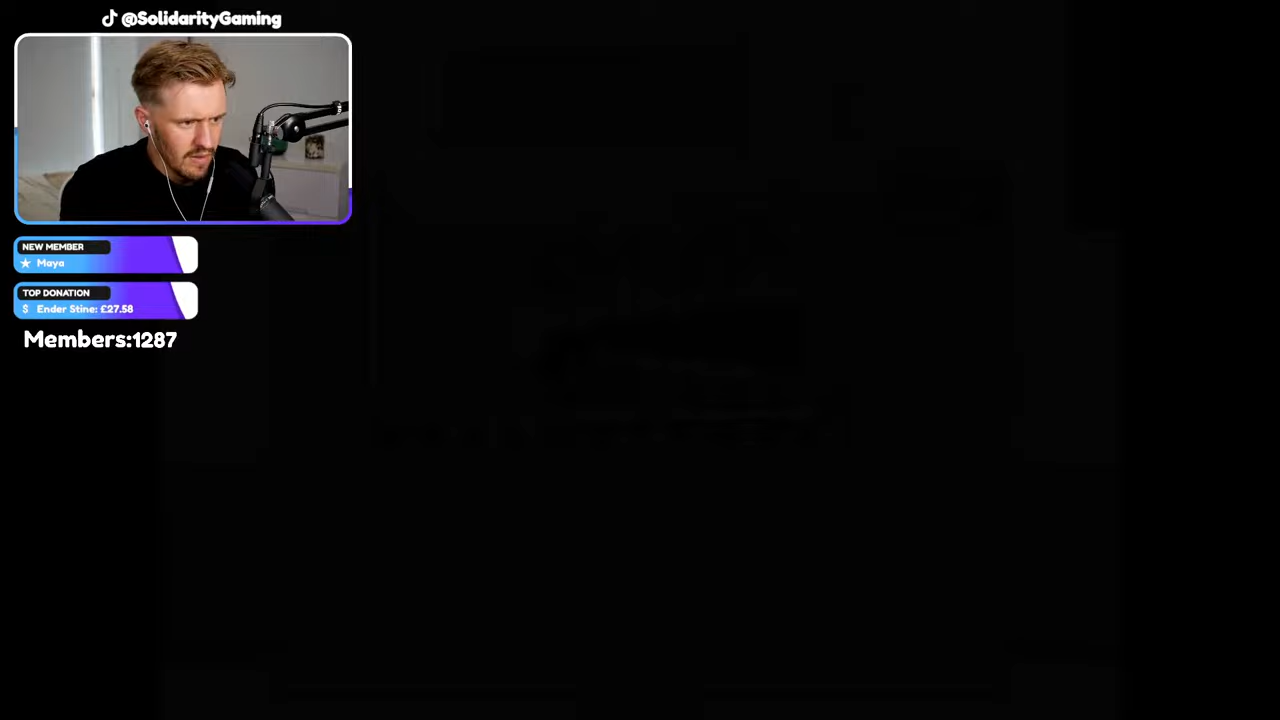 @SolidarityGaming
NEW MEMBER
Maya
TOP DONATION
$ Ender Stine: £27.58
Members:1287